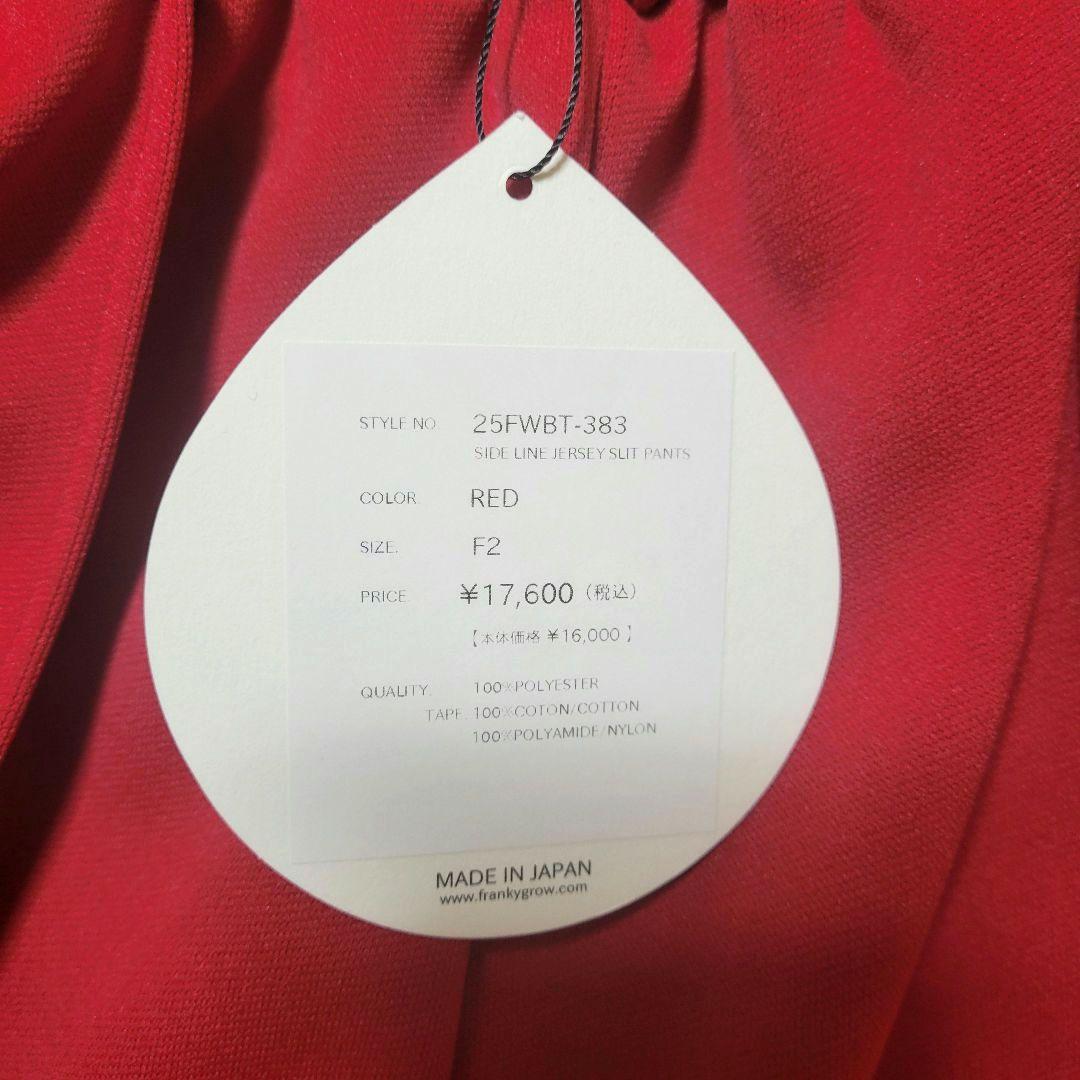 STYLE NO. 25FWBT-383
SIDE LINE JERSEY SLIT PANTS
COLOR. RED
SIZE. F2
PRICE. ¥17,600（税込）
【本体価格 ¥16,000】
QUALITY. 100%POLYESTER
TAPE. 100%COTON/COTTON
100%POLYAMIDE/NYLON
MADE IN JAPAN
www.frankygrow.com